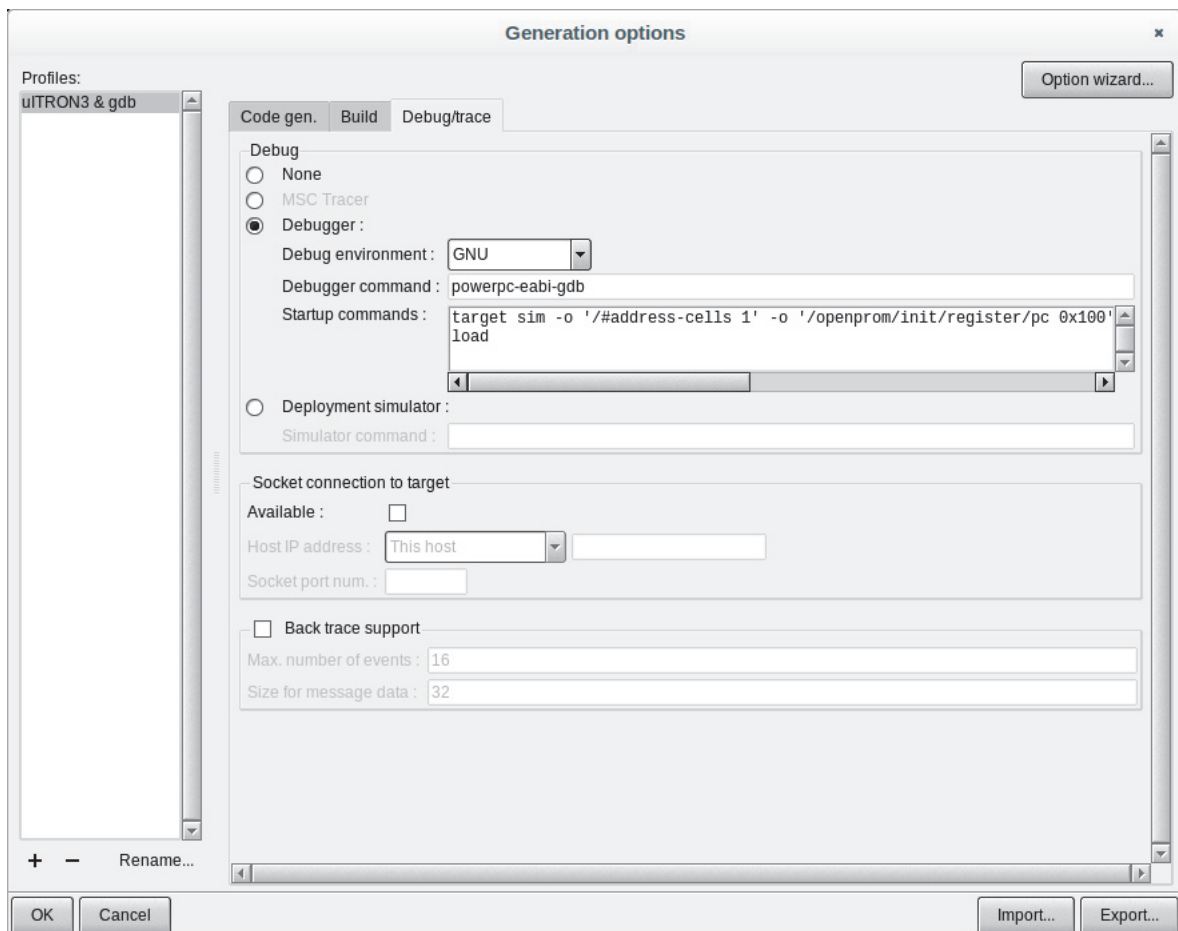 Generation options
Profiles:
Option wizard...
uITRON3 & gdb
Code gen. Build Debug/trace
Debug
None
MSC Tracer
Debugger :
Debug environment : GNU
Debugger command : powerpc-eabi-gdb
Startup commands : target sim -o '/#address-cells 1' -o '/openprom/init/register/pc 0x100'
load
Deployment simulator :
Simulator command :
Socket connection to target
Available :
Host IP address : This host
Socket port num. :
Back trace support
Max. number of events : 16
Size for message data : 32
+ − Rename...
OK Cancel Import... Export...